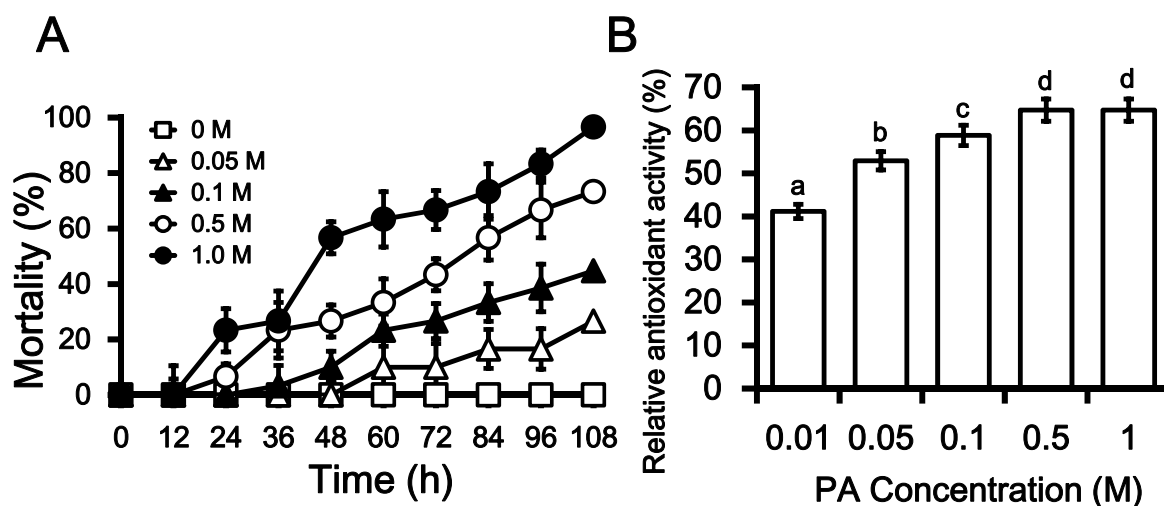 A
Mortality (%)
100
80
60
40
20
0
0 M
0.05 M
0.1 M
0.5 M
1.0 M
0 12 24 36 48 60 72 84 96 108
Time (h)
B
Relative antioxidant activity (%)
70
60
50
40
30
20
10
0
a
b
c
d
d
0.01 0.05 0.1 0.5 1
PA Concentration (M)